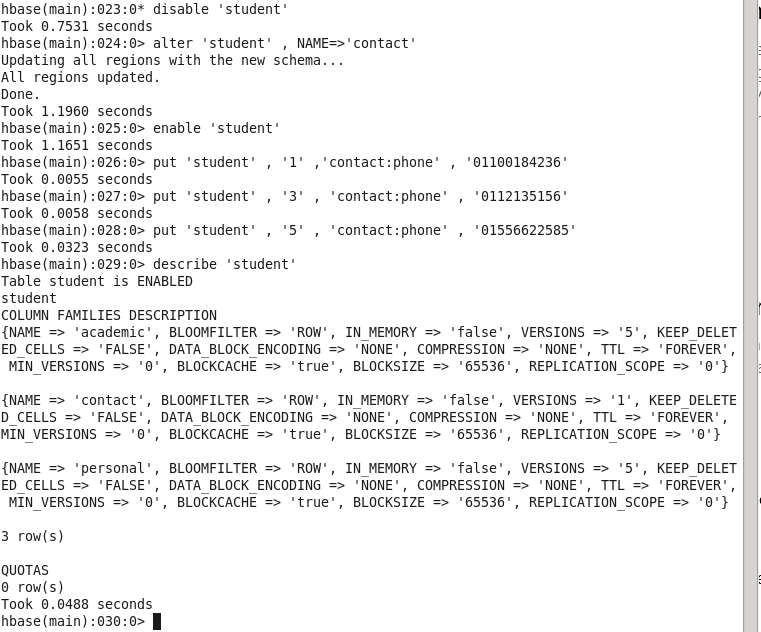 hbase(main):023:0* disable 'student'
Took 0.7531 seconds
hbase(main):024:0> alter 'student' , NAME=>'contact'
Updating all regions with the new schema...
All regions updated.
Done.
Took 1.1960 seconds
hbase(main):025:0> enable 'student'
Took 1.1651 seconds
hbase(main):026:0> put 'student' , '1' ,'contact:phone' , '01100184236'
Took 0.0055 seconds
hbase(main):027:0> put 'student' , '3' , 'contact:phone' , '0112135156'
Took 0.0058 seconds
hbase(main):028:0> put 'student' , '5' , 'contact:phone' , '01556622585'
Took 0.0323 seconds
hbase(main):029:0> describe 'student'
Table student is ENABLED
student
COLUMN FAMILIES DESCRIPTION
{NAME => 'academic', BLOOMFILTER => 'ROW', IN_MEMORY => 'false', VERSIONS => '5', KEEP_DELET
ED_CELLS => 'FALSE', DATA_BLOCK_ENCODING => 'NONE', COMPRESSION => 'NONE', TTL => 'FOREVER',
 MIN_VERSIONS => '0', BLOCKCACHE => 'true', BLOCKSIZE => '65536', REPLICATION_SCOPE => '0'}
{NAME => 'contact', BLOOMFILTER => 'ROW', IN_MEMORY => 'false', VERSIONS => '1', KEEP_DELETE
D_CELLS => 'FALSE', DATA_BLOCK_ENCODING => 'NONE', COMPRESSION => 'NONE', TTL => 'FOREVER',
MIN_VERSIONS => '0', BLOCKCACHE => 'true', BLOCKSIZE => '65536', REPLICATION_SCOPE => '0'}
{NAME => 'personal', BLOOMFILTER => 'ROW', IN_MEMORY => 'false', VERSIONS => '5', KEEP_DELET
ED_CELLS => 'FALSE', DATA_BLOCK_ENCODING => 'NONE', COMPRESSION => 'NONE', TTL => 'FOREVER',
 MIN_VERSIONS => '0', BLOCKCACHE => 'true', BLOCKSIZE => '65536', REPLICATION_SCOPE => '0'}
3 row(s)
QUOTAS
0 row(s)
Took 0.0488 seconds
hbase(main):030:0>